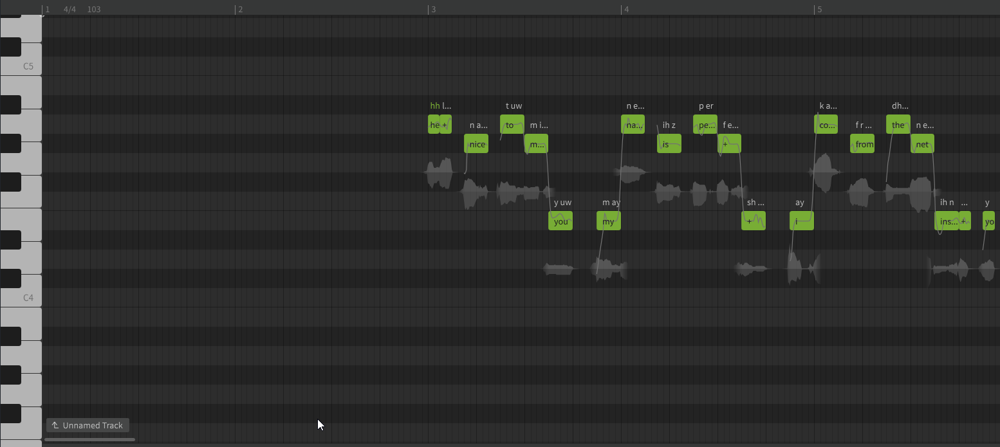 1 4/4 103 2 3 4 5
C5
hh l... t uw n e... p er k a... dh...
he + n a... to m i... na... ih z pe... f e... co... f r ... the n e...
nice m... is + from net
y uw m ay sh ... ay ih n ... y
you my + i ins... + yo
C4
Unnamed Track